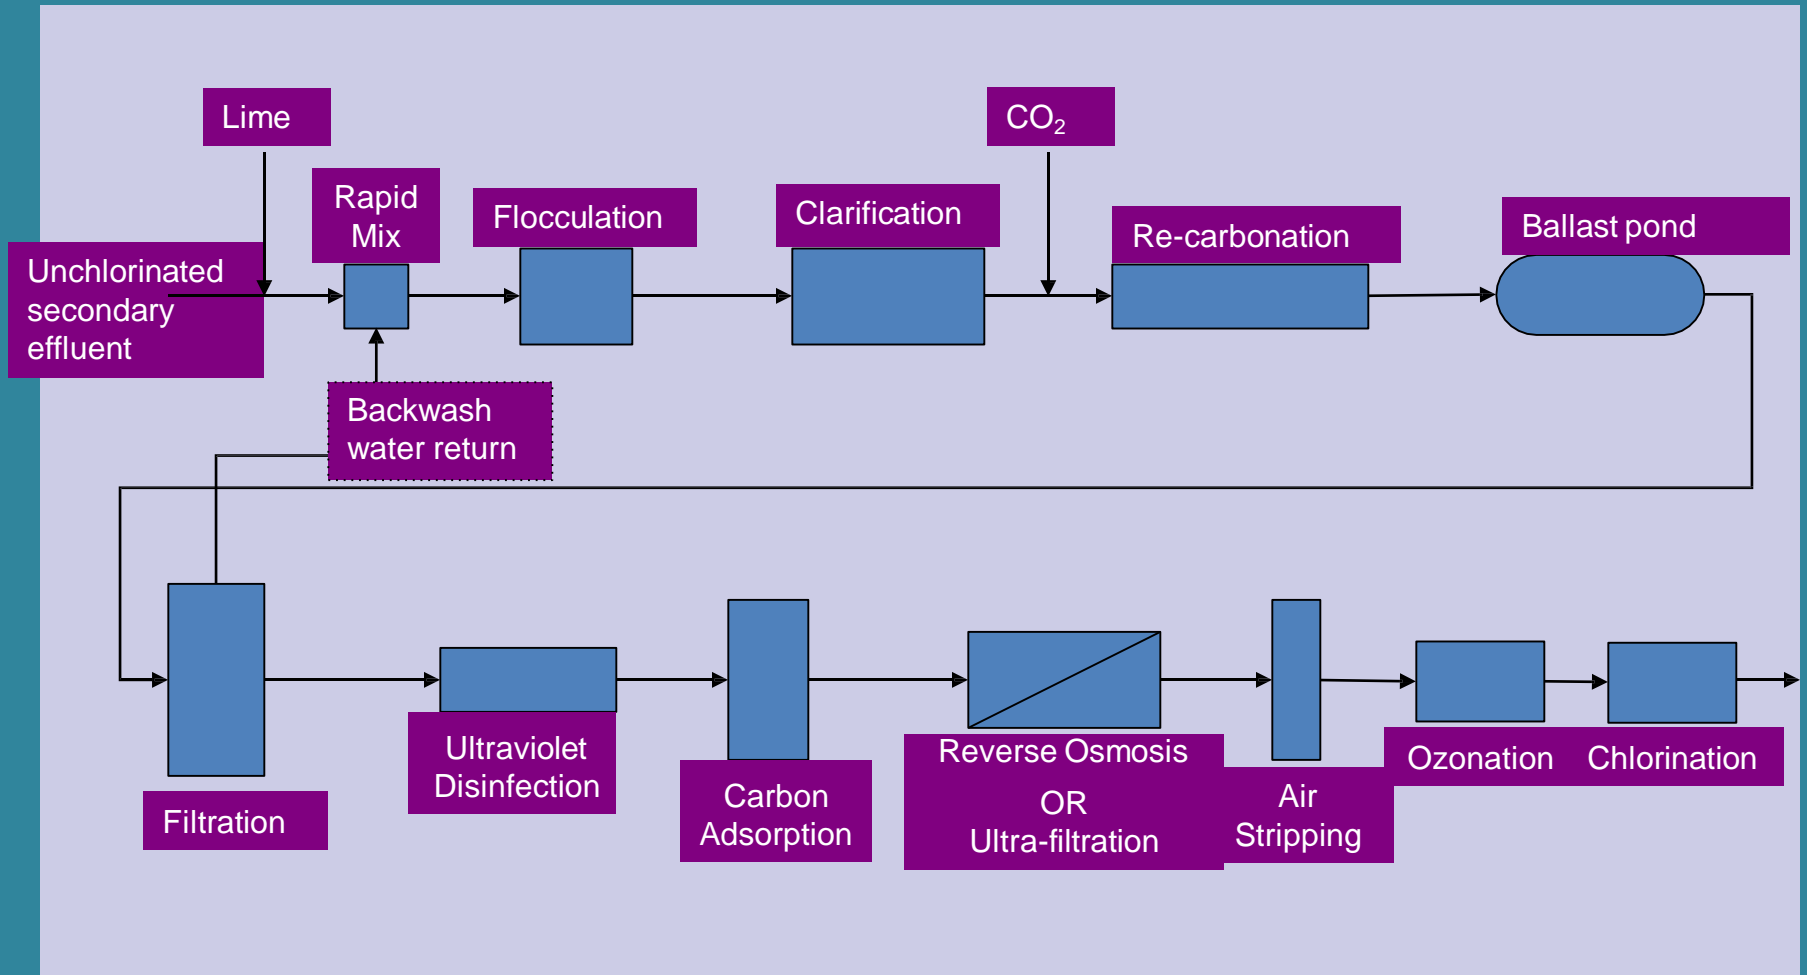 Lime
CO₂
Rapid
Mix
Flocculation
Clarification
Re-carbonation
Ballast pond
Unchlorinated
secondary
effluent
Backwash
water return
Filtration
Ultraviolet
Disinfection
Carbon
Adsorption
Reverse Osmosis
OR
Ultra-filtration
Air
Stripping
Ozonation
Chlorination